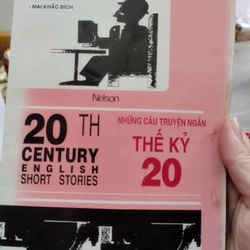 - MAI KHẮC BÍCH
Nelson
20 TH
CENTURY
ENGLISH
SHORT STORIES
NHỮNG CÂU TRUYỆN NGẮN
THẾ KỶ
20